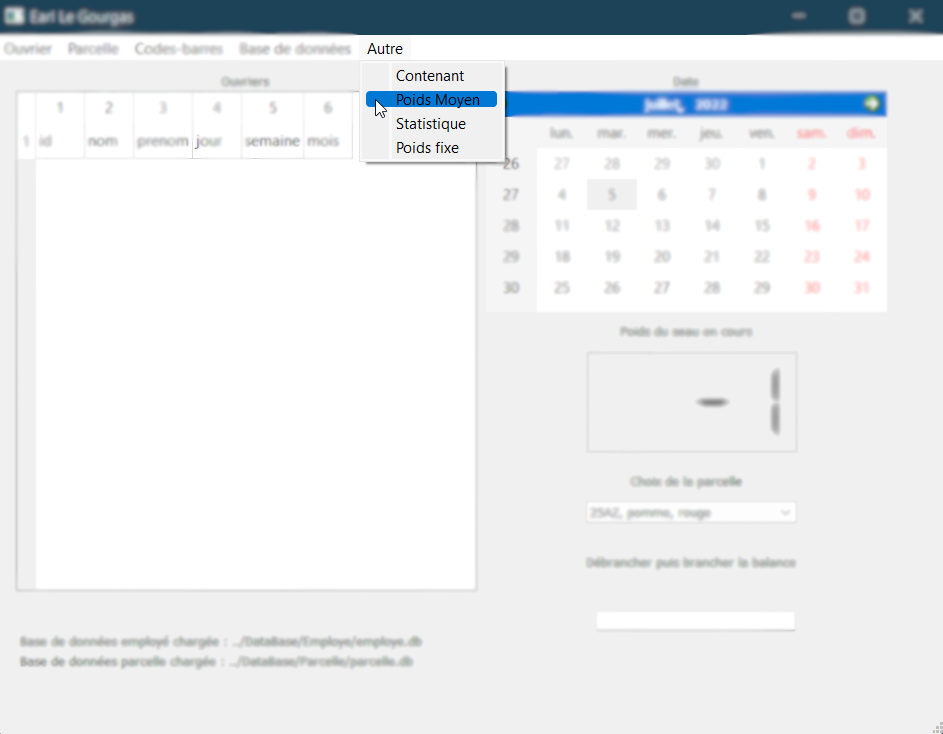 Earl Le Gourgas
Ouvrier Parcelle Codes-barres Base de données Autre
Contenant
Poids Moyen
Statistique
Poids fixe
Ouvriers
1 2 3 4 5 6
1 id nom prenom jour semaine mois
Date
juillet, 2022
lun. mar. mer. jeu. ven. sam. dim.
26 27 28 29 30 1 2 3
27 4 5 6 7 8 9 10
28 11 12 13 14 15 16 17
29 18 19 20 21 22 23 24
30 25 26 27 28 29 30 31
Poids du seau en cours
-1
Choix de la parcelle
25A2, pomme, rouge
Débrancher puis brancher la balance
Base de données employé chargée : ../DataBase/Employe/employe.db
Base de données parcelle chargée : ../DataBase/Parcelle/parcelle.db